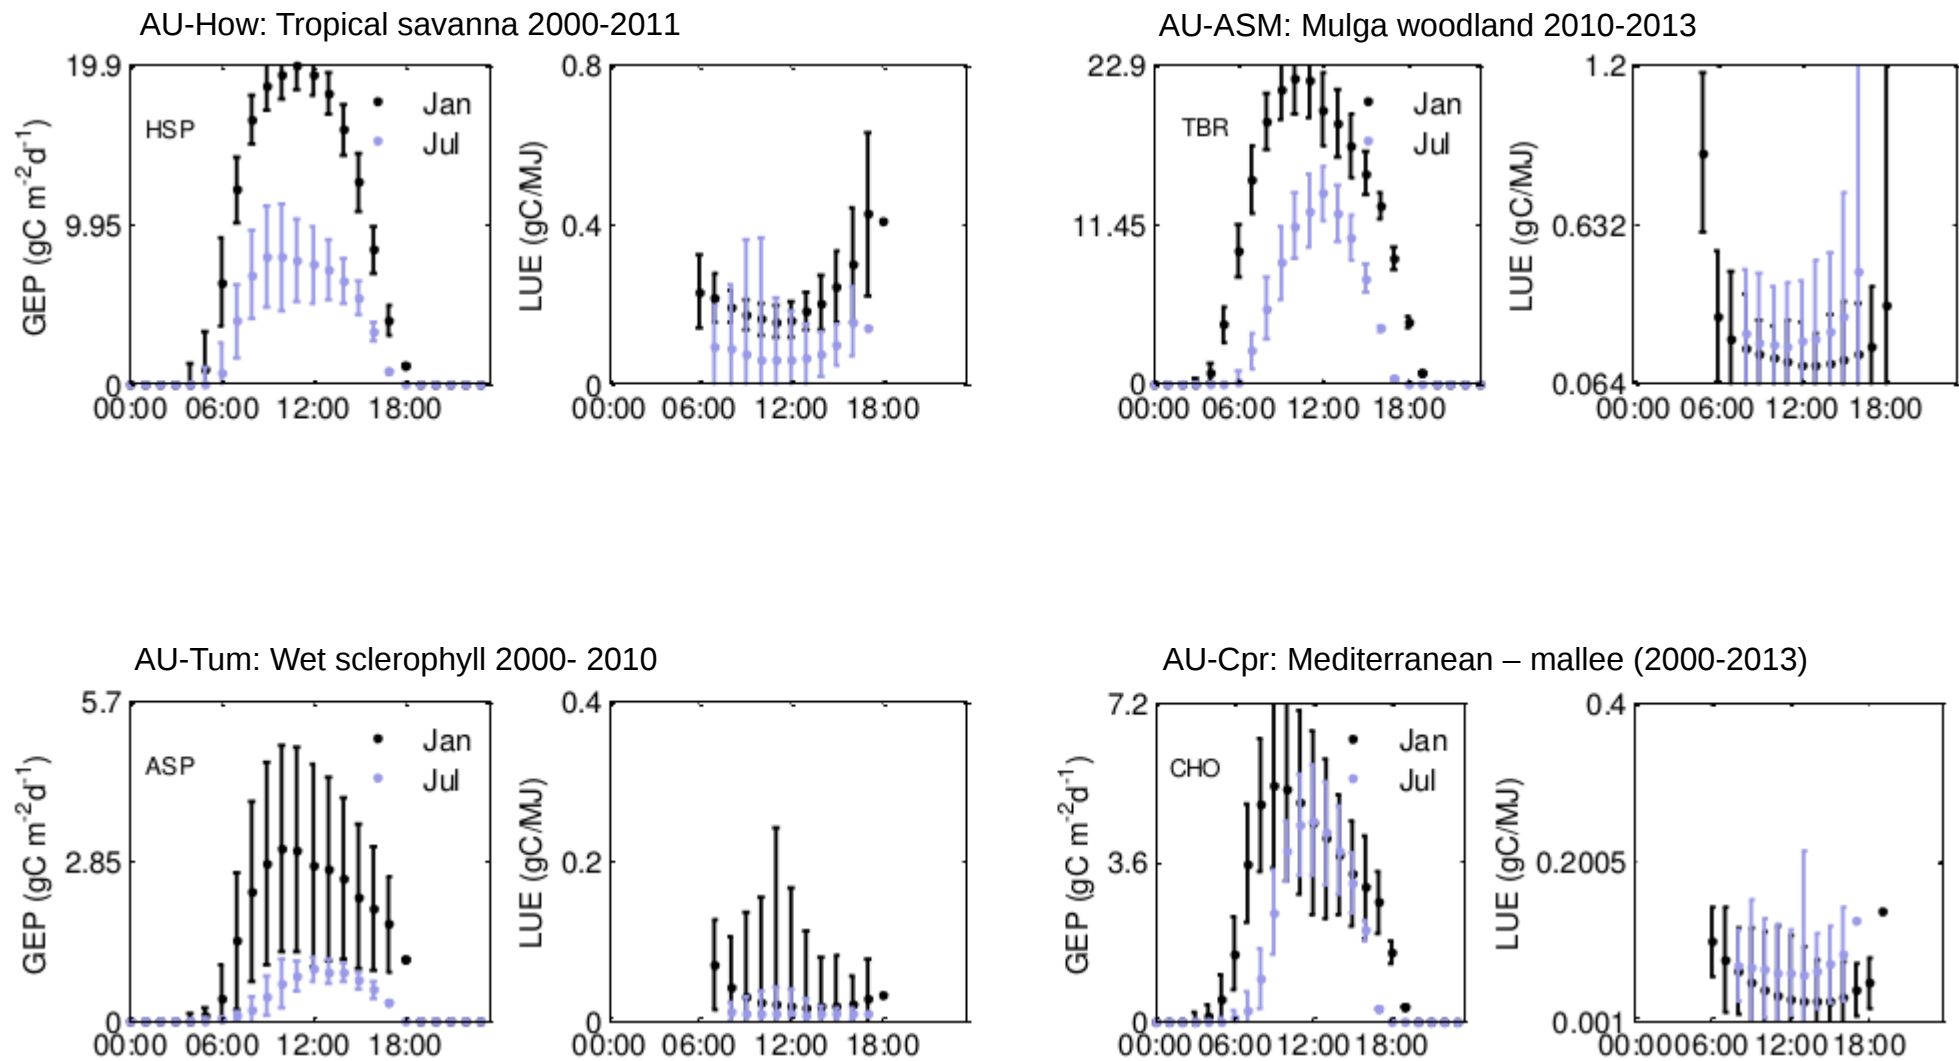 AU-How: Tropical savanna 2000-2011
19.9
9.95
0
GEP (gC m-2d-1)
HSP
Jan
Jul
00:00 06:00 12:00 18:00
0.8
0.4
0
LUE (gC/MJ)
00:00 06:00 12:00 18:00
AU-ASM: Mulga woodland 2010-2013
22.9
11.45
0
TBR
Jan
Jul
00:00 06:00 12:00 18:00
1.2
0.632
0.064
LUE (gC/MJ)
00:00 06:00 12:00 18:00
AU-Tum: Wet sclerophyll 2000- 2010
5.7
2.85
0
GEP (gC m-2d-1)
ASP
Jan
Jul
00:00 06:00 12:00 18:00
0.4
0.2
0
LUE (gC/MJ)
00:00 06:00 12:00 18:00
AU-Cpr: Mediterranean – mallee (2000-2013)
7.2
3.6
0
GEP (gC m-2d-1)
CHO
Jan
Jul
00:00 06:00 12:00 18:00
0.4
0.2005
0.001
LUE (gC/MJ)
00:00 06:00 12:00 18:00